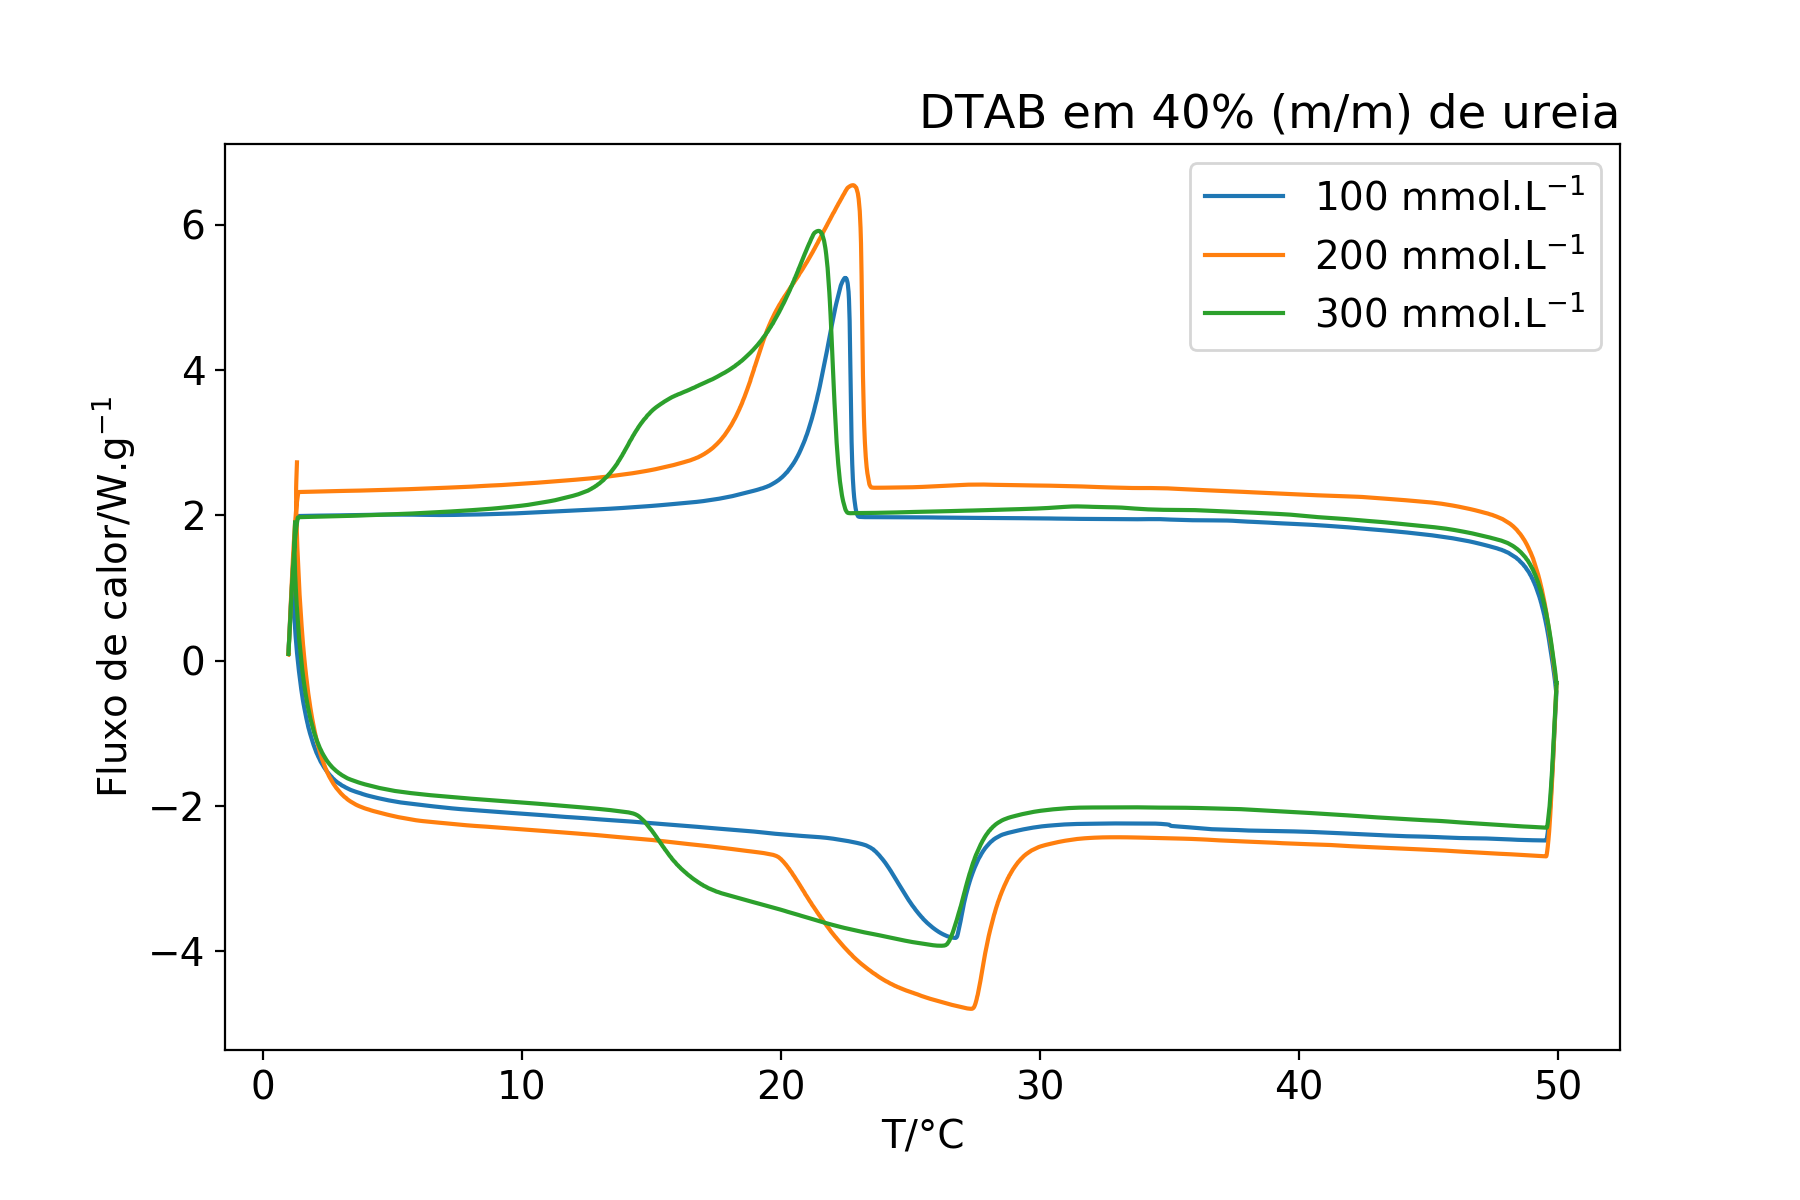 DTAB em 40% (m/m) de ureia
100 mmol.L⁻¹
200 mmol.L⁻¹
300 mmol.L⁻¹
Fluxo de calor/W.g⁻¹
6
4
2
0
−2
−4
0 10 20 30 40 50
T/°C